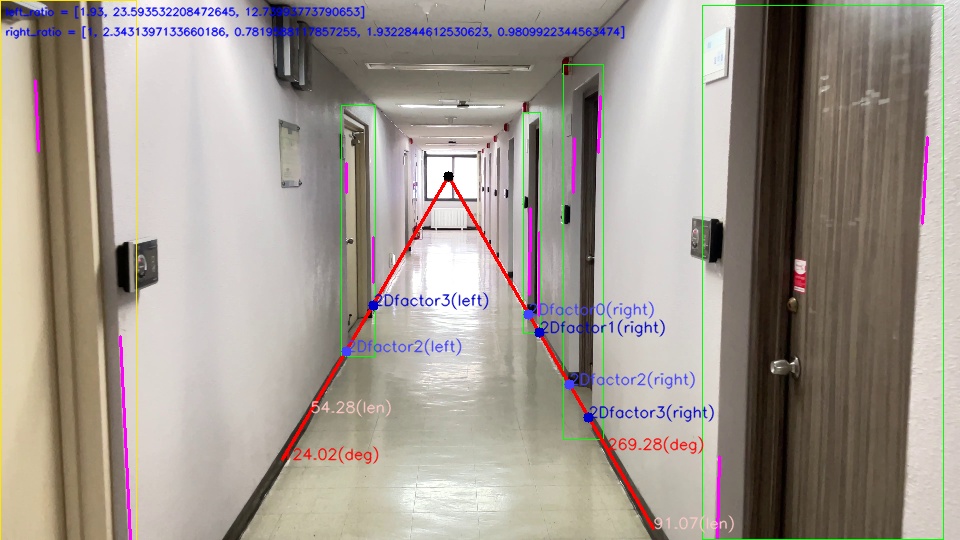 left_ratio = [1.93, 23.593532208472645, 12.73593773790653]
right_ratio = [1, 2.3431397133660186, 0.7819588117857255, 1.9322844612530623, 0.9809922344563474]
2Dfactor3(left)
2Dfactor0(right)
2Dfactor1(right)
2Dfactor2(left)
2Dfactor2(right)
54.28(len)
2Dfactor3(right)
269.28(deg)
24.02(deg)
91.07(len)